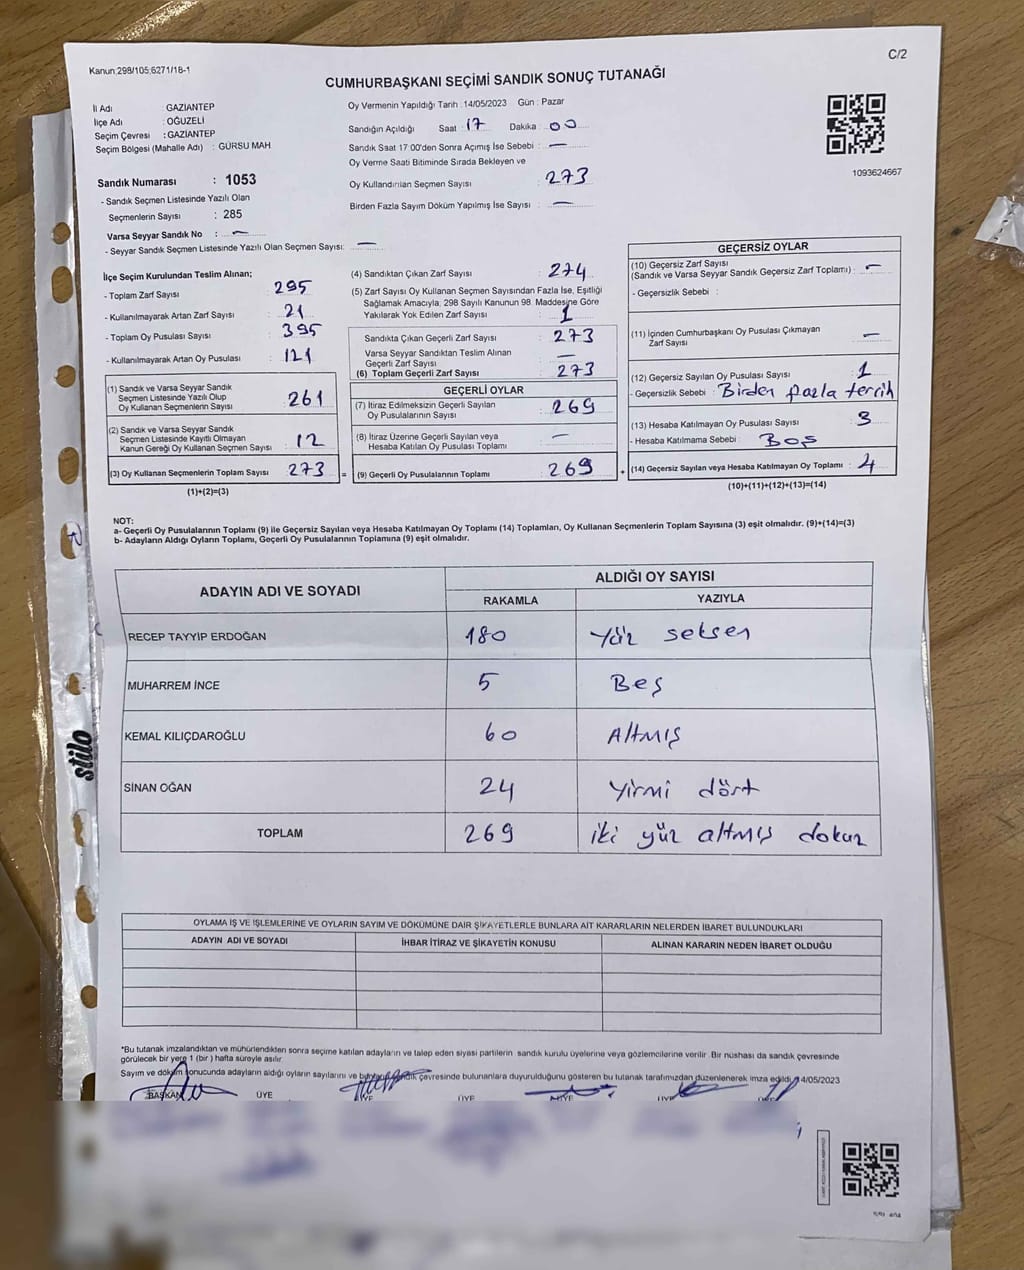 C/2
Kanun:298/105;6271/18-1
CUMHURBAŞKANI SEÇİMİ SANDIK SONUÇ TUTANAĞI
İl Adı : GAZİANTEP
İlçe Adı : OĞUZELİ
Seçim Çevresi : GAZİANTEP
Seçim Bölgesi (Mahalle Adı) : GÜRSU MAH
Sandık Numarası : 1053
- Sandık Seçmen Listesinde Yazılı Olan
Seçmenlerin Sayısı : 285
Varsa Seyyar Sandık No : —
- Seyyar Sandık Seçmen Listesinde Yazılı Olan Seçmen Sayısı: —
Oy Vermenin Yapıldığı Tarih : 14/05/2023 Gün : Pazar
Sandığın Açıldığı Saat : 17 Dakika : 00
Sandık Saat 17:00'den Sonra Açımış İse Sebebi : —
Oy Verme Saati Bitiminde Sırada Bekleyen ve
Oy Kullandırılan Seçmen Sayısı : 273
Birden Fazla Sayım Döküm Yapılmış İse Sayısı : —
1093624667
İlçe Seçim Kurulundan Teslim Alınan;
- Toplam Zarf Sayısı : 295
- Kullanılmayarak Artan Zarf Sayısı : 21
- Toplam Oy Pusulası Sayısı : 395
- Kullanılmayarak Artan Oy Pusulası : 121
(1) Sandık ve Varsa Seyyar Sandık
Seçmen Listesinde Yazılı Olup
Oy Kullanan Seçmenlerin Sayısı : 261
(2) Sandık ve Varsa Seyyar Sandık
Seçmen Listesinde Kayıtlı Olmayan
Kanun Gereği Oy Kullanan Seçmen Sayısı : 12
(3) Oy Kullanan Seçmenlerin Toplam Sayısı : 273 =
(1)+(2)=(3)
(4) Sandıktan Çıkan Zarf Sayısı : 274
(5) Zarf Sayısı Oy Kullanan Seçmen Sayısından Fazla İse, Eşitliği
Sağlamak Amacıyla, 298 Sayılı Kanunun 98. Maddesine Göre
Yakılarak Yok Edilen Zarf Sayısı : 1
Sandıkta Çıkan Geçerli Zarf Sayısı : 273
Varsa Seyyar Sandıktan Teslim Alınan
Geçerli Zarf Sayısı : —
(6) Toplam Geçerli Zarf Sayısı : 273
GEÇERLİ OYLAR
(7) İtiraz Edilmeksizin Geçerli Sayılan
Oy Pusulalarının Sayısı : 269
(8) İtiraz Üzerine Geçerli Sayılan veya
Hesaba Katılan Oy Pusulası Toplamı : —
(9) Geçerli Oy Pusulalarının Toplamı : 269 +
GEÇERSİZ OYLAR
(10) Geçersiz Zarf Sayısı
(Sandık ve Varsa Seyyar Sandık Geçersiz Zarf Toplamı) : —
- Geçersizlik Sebebi :
(11) İçinden Cumhurbaşkanı Oy Pusulası Çıkmayan
Zarf Sayısı : —
(12) Geçersiz Sayılan Oy Pusulası Sayısı : 1
- Geçersizlik Sebebi : Birden fazla tercih
(13) Hesaba Katılmayan Oy Pusulası Sayısı : 3
- Hesaba Katılmama Sebebi : Boş
(14) Geçersiz Sayılan veya Hesaba Katılmayan Oy Toplamı : 4
(10)+(11)+(12)+(13)=(14)
NOT:
a- Geçerli Oy Pusulalarının Toplamı (9) ile Geçersiz Sayılan veya Hesaba Katılmayan Oy Toplamı (14) Toplamları, Oy Kullanan Seçmenlerin Toplam Sayısına (3) eşit olmalıdır. (9)+(14)=(3)
b- Adayların Aldığı Oyların Toplamı, Geçerli Oy Pusulalarının Toplamına (9) eşit olmalıdır.
ADAYIN ADI VE SOYADI ALDIĞI OY SAYISI
RAKAMLA YAZIYLA
RECEP TAYYİP ERDOĞAN 180 Yüz seksen
MUHARREM İNCE 5 Beş
KEMAL KILIÇDAROĞLU 60 Altmış
SİNAN OĞAN 24 Yirmi dört
TOPLAM 269 iki yüz altmış dokuz
OYLAMA İŞ VE İŞLEMLERİNE VE OYLARIN SAYIM VE DÖKÜMÜNE DAİR ŞİKAYETLERLE BUNLARA AİT KARARLARIN NELERDEN İBARET BULUNDUKLARI
ADAYIN ADI VE SOYADI İHBAR İTİRAZ VE ŞİKAYETİN KONUSU ALINAN KARARIN NEDEN İBARET OLDUĞU
*Bu tutanak imzalandıktan ve mühürlendikten sonra seçime katılan adayların ve talep eden siyasi partilerin sandık kurulu üyelerine veya gözlemcilerine verilir. Bir nüshası da sandık çevresinde
görülecek bir yere 1 (bir) hafta süreyle asılır.
Sayım ve döküm sonucunda adayların aldığı oyların sayılarını ve bunların sandık çevresinde bulunanlara duyurulduğunu gösteren bu tutanak tarafımızdan düzenlenerek imza edildi. 14/05/2023
BAŞKAN ÜYE ÜYE ÜYE ÜYE ÜYE
stilo